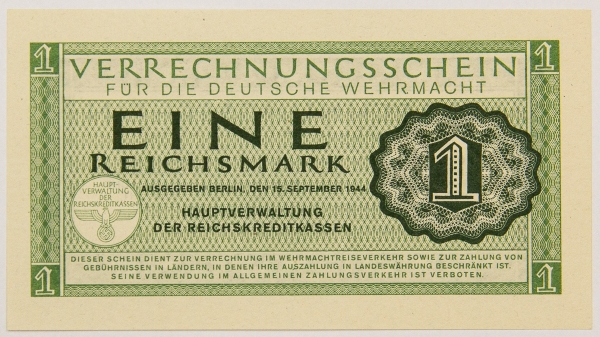 1 1
VERRECHNUNGSSCHEIN
FÜR DIE DEUTSCHE WEHRMACHT
EINE
REICHSMARK
AUSGEGEBEN BERLIN, DEN 15. SEPTEMBER 1944
HAUPT-
VERWALTUNG
DER
REICHSKREDITKASSEN
HAUPTVERWALTUNG
DER REICHSKREDITKASSEN
1
DIESER SCHEIN DIENT ZUR VERRECHNUNG IM WEHRMACHTREISEVERKEHR SOWIE ZUR ZAHLUNG VON
GEBÜHRNISSEN IN LÄNDERN, IN DENEN IHRE AUSZAHLUNG IN LANDESWÄHRUNG BESCHRÄNKT IST.
SEINE VERWENDUNG IM ALLGEMEINEN ZAHLUNGSVERKEHR IST VERBOTEN.
1 1